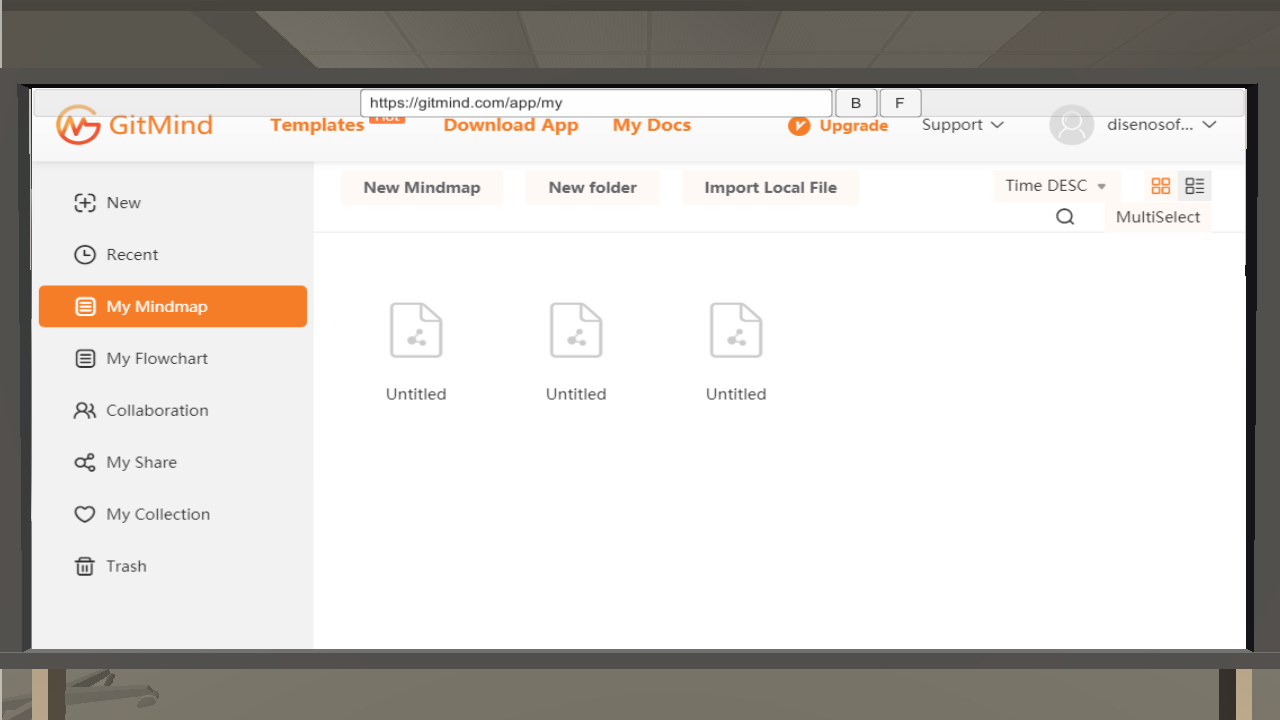 https://gitmind.com/app/my B F
GitMind Templates Hot Download App My Docs Upgrade Support disenosof...
New Mindmap New folder Import Local File Time DESC
MultiSelect
New
Recent
My Mindmap
My Flowchart
Collaboration
My Share
My Collection
Trash
Untitled Untitled Untitled